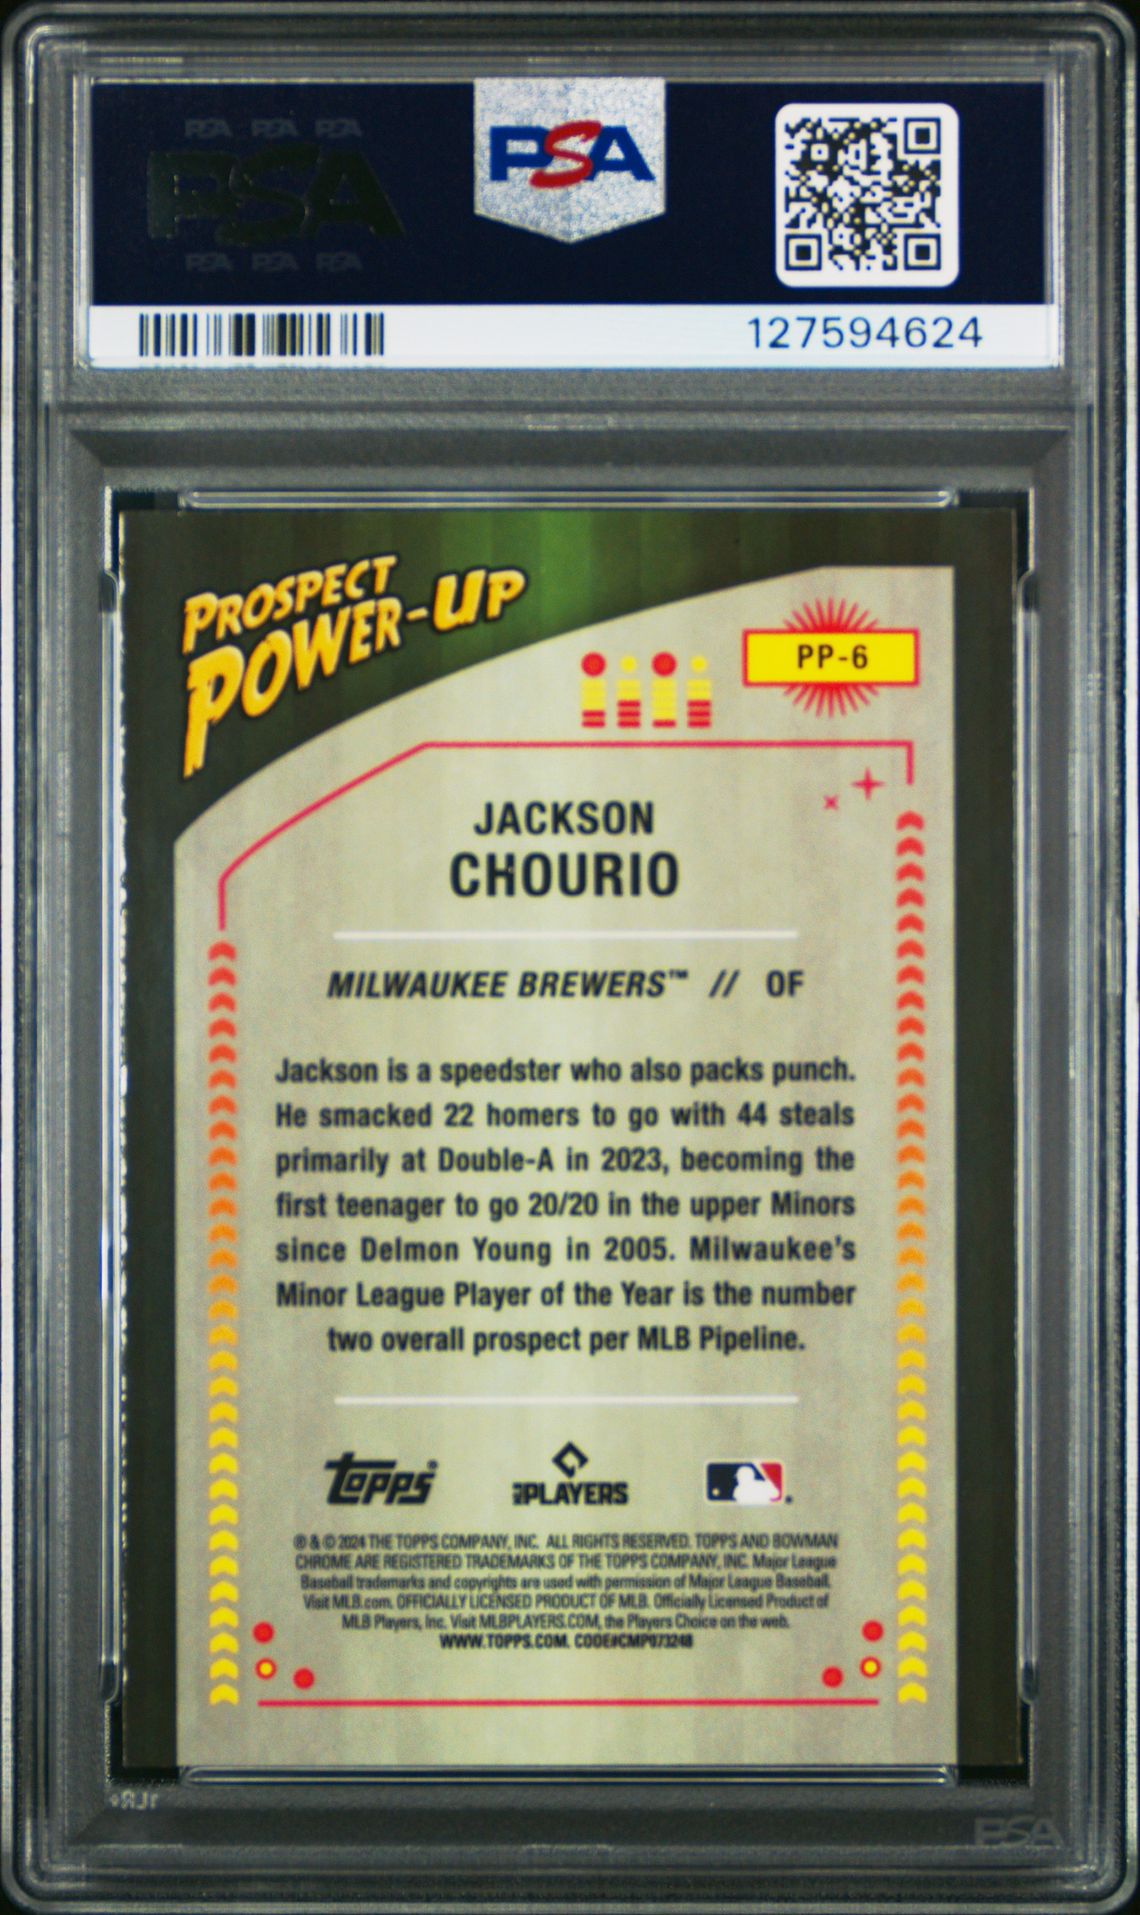 PSA PSA PSA
PSA
PSA PSA PSA
PSA
127594624
PROSPECT
POWER-UP
PP-6
JACKSON
CHOURIO
MILWAUKEE BREWERS™ // OF
Jackson is a speedster who also packs punch.
He smacked 22 homers to go with 44 steals
primarily at Double-A in 2023, becoming the
first teenager to go 20/20 in the upper Minors
since Delmon Young in 2005. Milwaukee's
Minor League Player of the Year is the number
two overall prospect per MLB Pipeline.
Topps® MLB PLAYERS
® & © 2024 THE TOPPS COMPANY, INC. ALL RIGHTS RESERVED. TOPPS AND BOWMAN
CHROME ARE REGISTERED TRADEMARKS OF THE TOPPS COMPANY, INC. Major League
Baseball trademarks and copyrights are used with permission of Major League Baseball.
Visit MLB.com. OFFICIALLY LICENSED PRODUCT OF MLB. Officially Licensed Product of
MLB Players, Inc. Visit MLBPLAYERS.COM, the Players Choice on the web.
WWW.TOPPS.COM. CODE#CMP073248
PSA